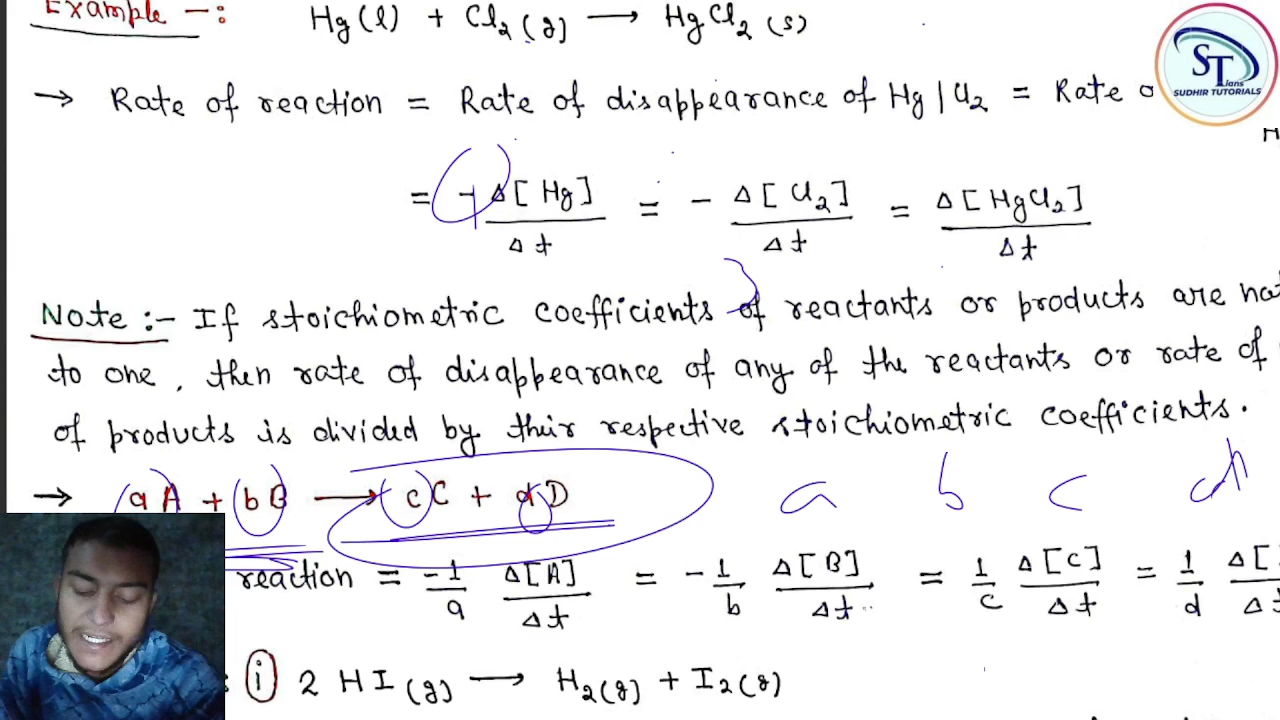 Example -:
Hg(l) + Cl₂(g) ⟶ HgCl₂(s)
ST
lans
SUDHIR TUTORIALS
→ Rate of reaction = Rate of disappearance of Hg | Cl₂ = Rate
= - Δ[Hg]/Δt = - Δ[Cl₂]/Δt = Δ[HgCl₂]/Δt
Note :- If stoichiometric coefficients of reactants or products are
to one, then rate of disappearance of any of the reactants or rate of
of products is divided by their respective stoichiometric coefficients.
→ aA + bB ⟶ cC + dD
a b c d
reaction = -1/a Δ[A]/Δt = -1/b Δ[B]/Δt = 1/c Δ[C]/Δt = 1/d Δ[
(i) 2 HI(g) ⟶ H₂(g) + I₂(g)